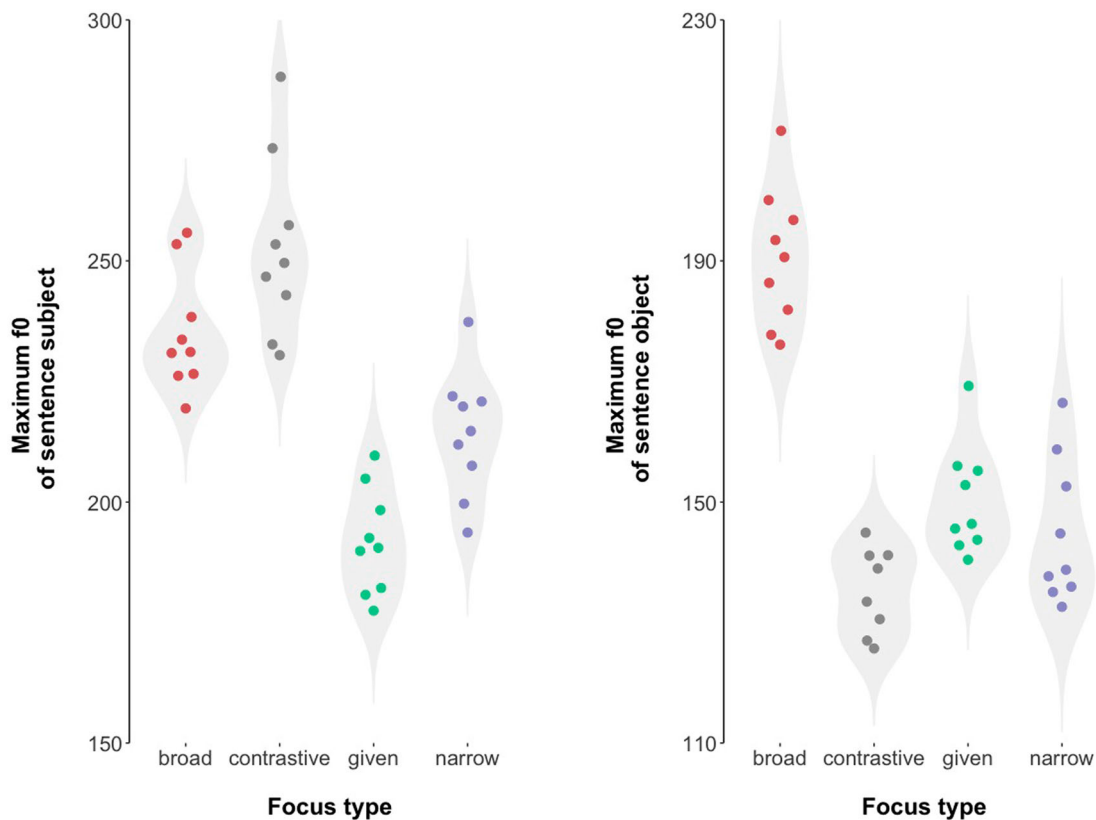 300
250
200
150
Maximum f0
of sentence subject
broad contrastive given narrow
Focus type
230
190
150
110
Maximum f0
of sentence object
broad contrastive given narrow
Focus type